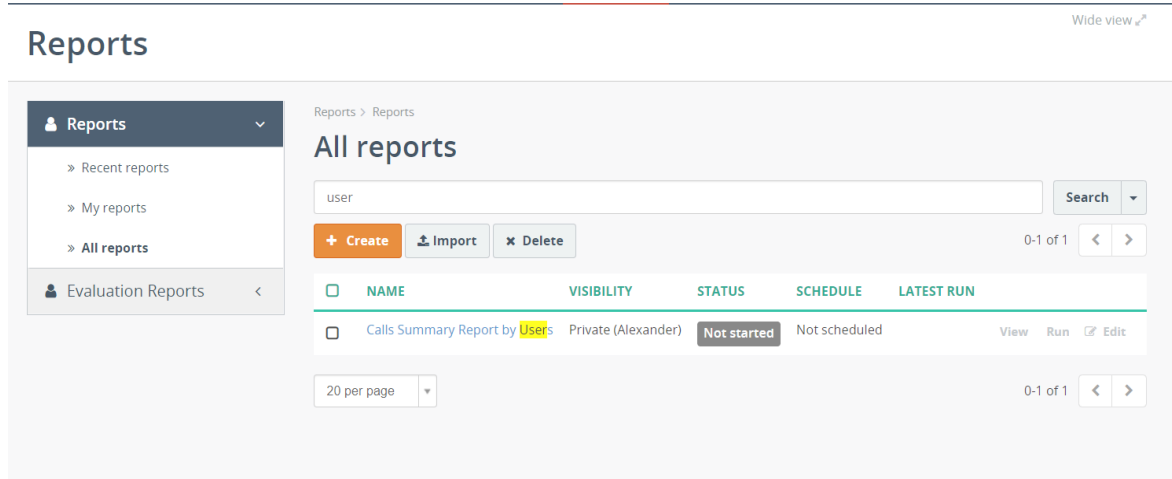 Wide view
Reports
Reports
Recent reports
My reports
All reports
Evaluation Reports
Reports > Reports
All reports
user
Search
Create
Import
Delete
0-1 of 1
NAME VISIBILITY STATUS SCHEDULE LATEST RUN
Calls Summary Report by Users Private (Alexander) Not started Not scheduled View Run Edit
20 per page
0-1 of 1